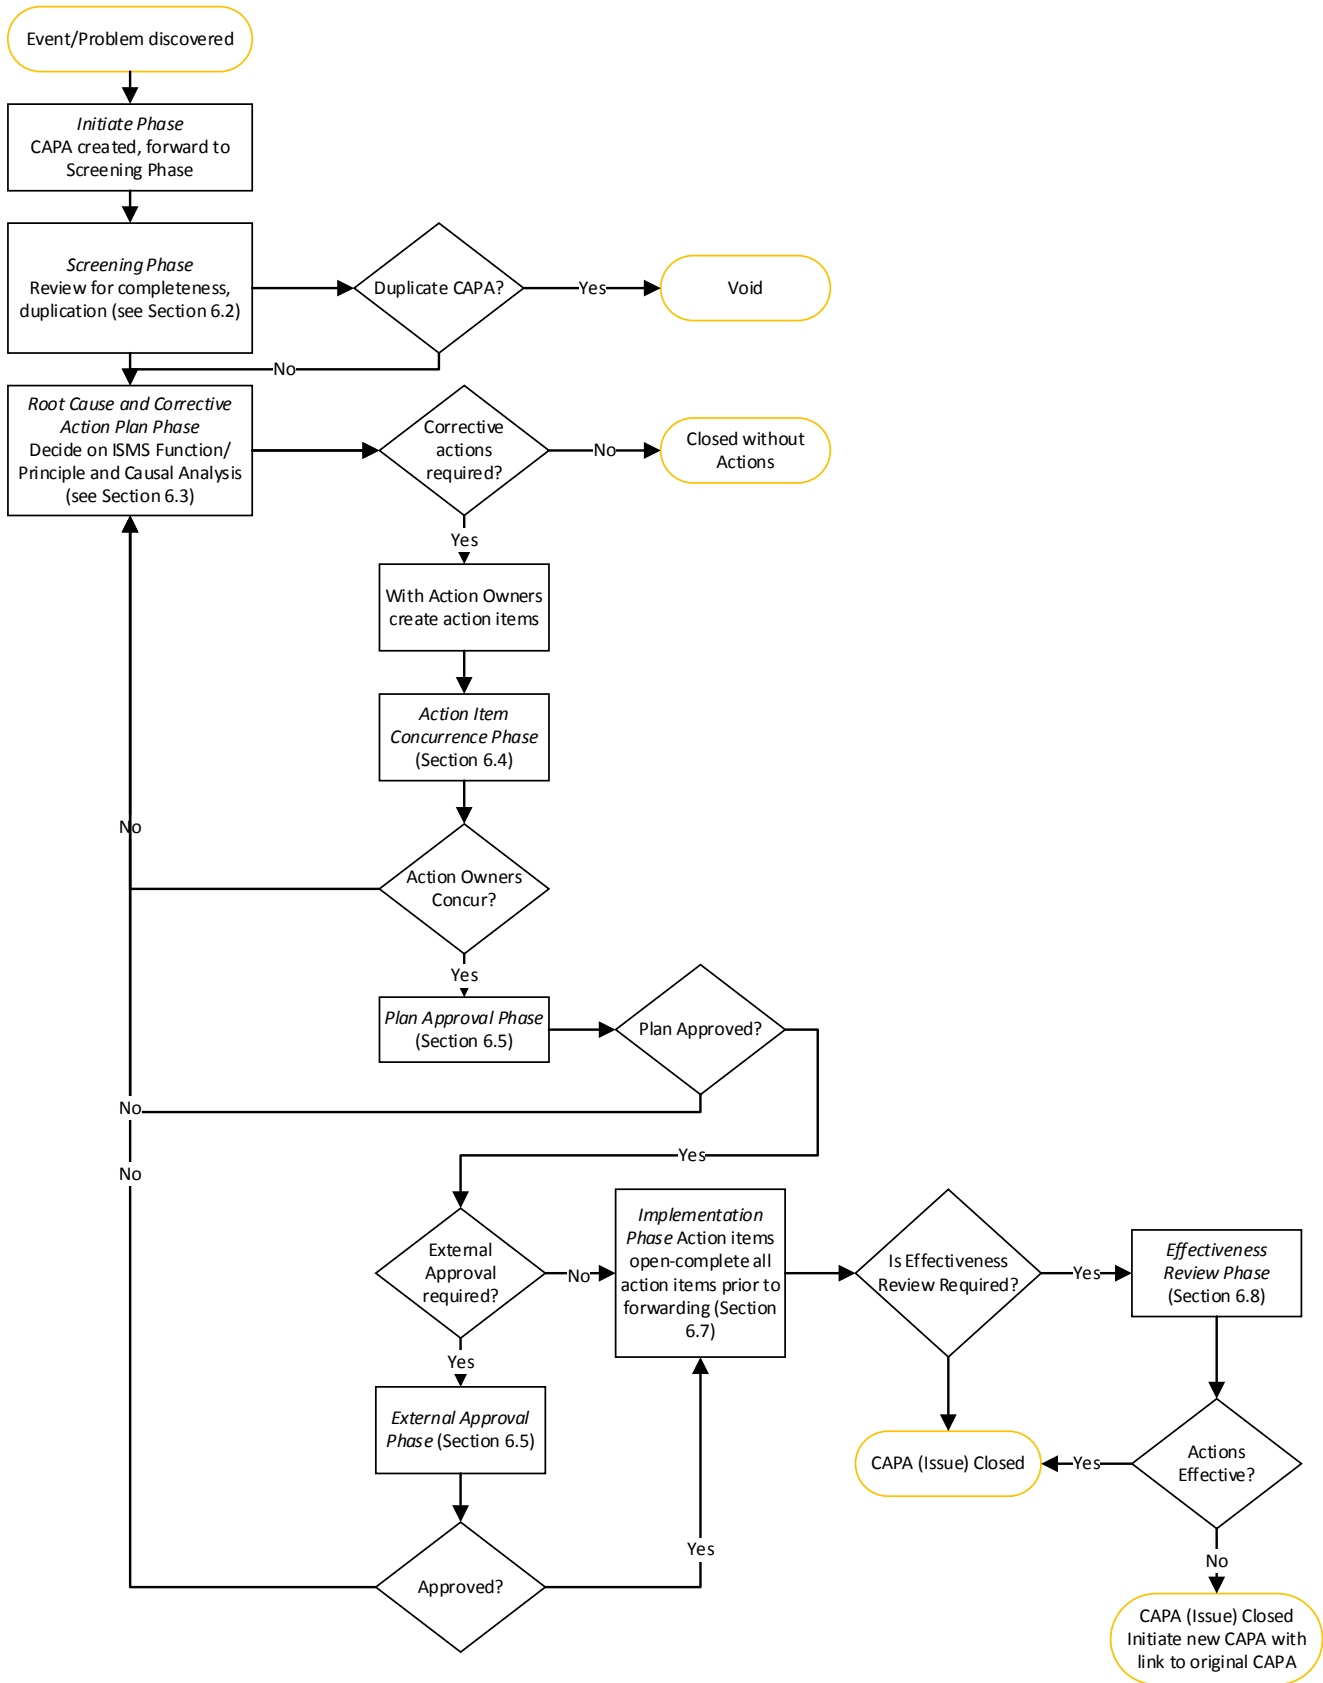 Event/Problem discovered
Initiate Phase
CAPA created, forward to
Screening Phase
Screening Phase
Review for completeness,
duplication (see Section 6.2)
Duplicate CAPA?
Yes
Void
No
Root Cause and Corrective
Action Plan Phase
Decide on ISMS Function/
Principle and Causal Analysis
(see Section 6.3)
Corrective
actions
required?
No
Closed without
Actions
Yes
With Action Owners
create action items
Action Item
Concurrence Phase
(Section 6.4)
No
Action Owners
Concur?
Yes
Plan Approval Phase
(Section 6.5)
Plan Approved?
No
Yes
No
External
Approval
required?
No
Implementation
Phase Action items
open-complete all
action items prior to
forwarding (Section
6.7)
Is Effectiveness
Review Required?
Yes
Effectiveness
Review Phase
(Section 6.8)
Yes
External Approval
Phase (Section 6.5)
CAPA (Issue) Closed
Yes
Actions
Effective?
Yes
Approved?
No
CAPA (Issue) Closed
Initiate new CAPA with
link to original CAPA